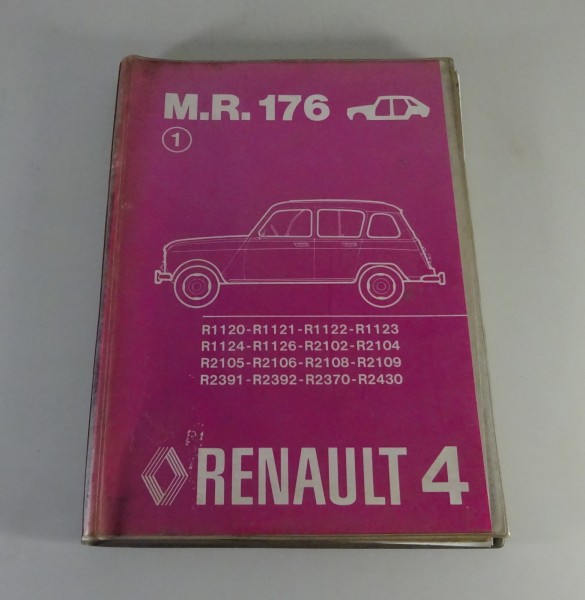 M.R. 176
1
R1120-R1121-R1122-R1123
R1124-R1126-R2102-R2104
R2105-R2106-R2108-R2109
R2391-R2392-R2370-R2430
RENAULT 4